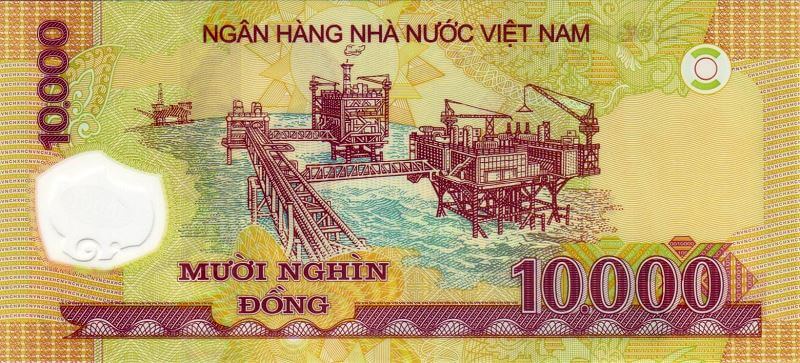 NGÂN HÀNG NHÀ NƯỚC VIỆT NAM
10.000
MƯỜI NGHÌN
ĐỒNG
10.000